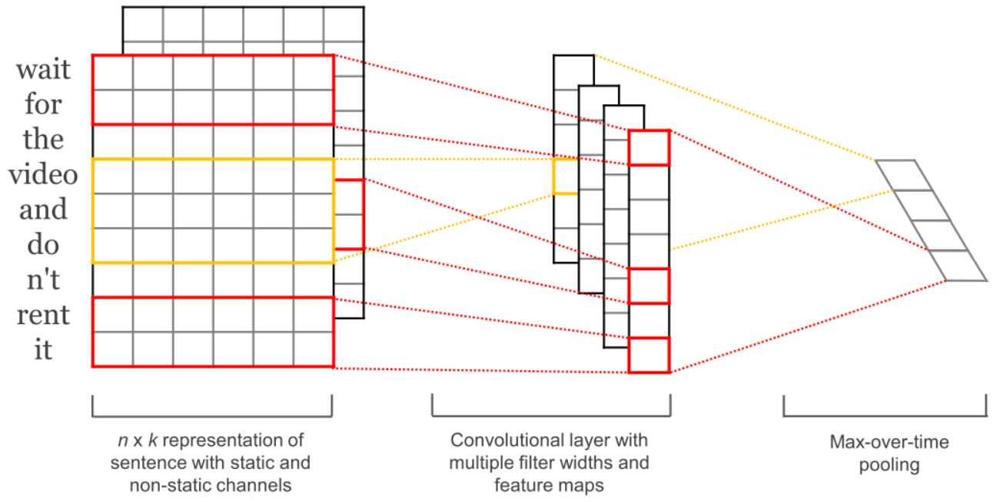 wait
for
the
video
and
do
n't
rent
it
n x k representation of
sentence with static and
non-static channels
Convolutional layer with
multiple filter widths and
feature maps
Max-over-time
pooling